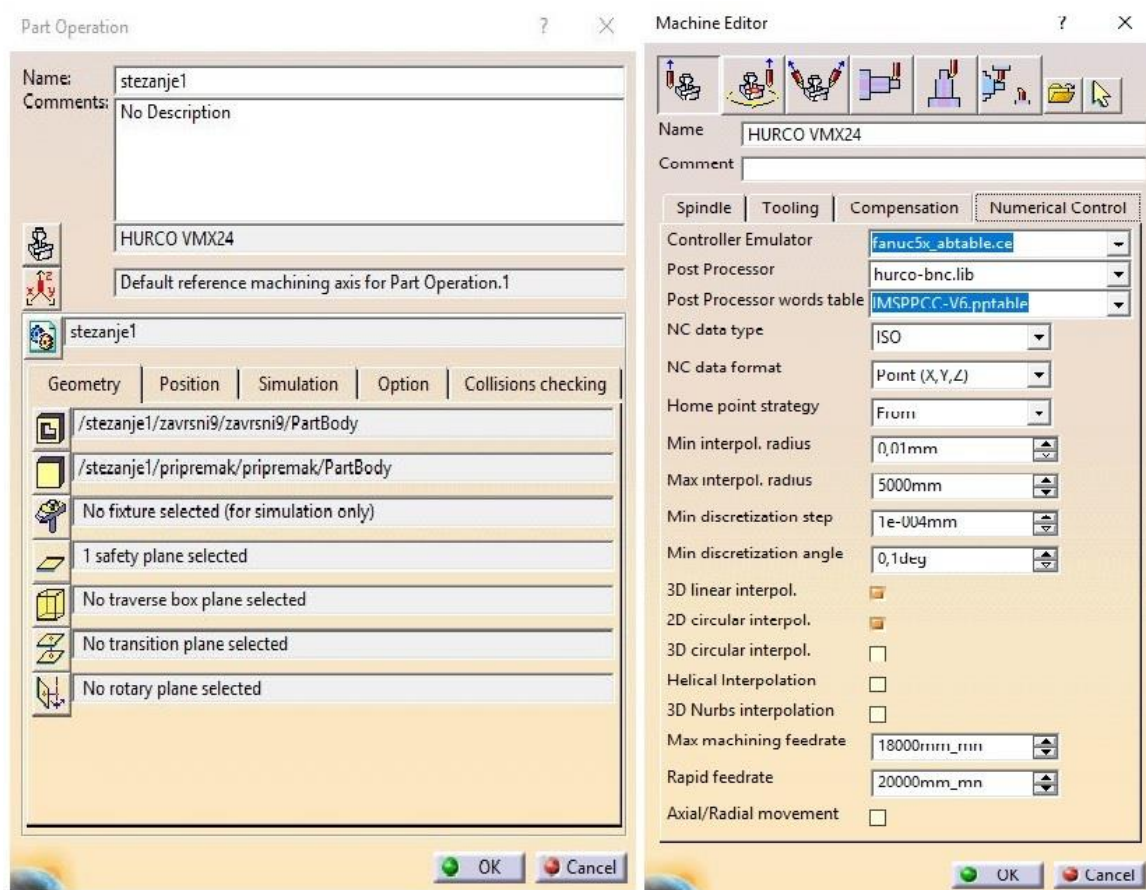 Part Operation ? ×
Name: stezanje1
Comments: No Description
HURCO VMX24
Default reference machining axis for Part Operation.1
stezanje1
Geometry Position Simulation Option Collisions checking
/stezanje1/zavrsni9/zavrsni9/PartBody
/stezanje1/pripremak/pripremak/PartBody
No fixture selected (for simulation only)
1 safety plane selected
No traverse box plane selected
No transition plane selected
No rotary plane selected
OK Cancel
Machine Editor ? ×
Name HURCO VMX24
Comment
Spindle Tooling Compensation Numerical Control
Controller Emulator fanuc5x_abtable.ce
Post Processor hurco-bnc.lib
Post Processor words table IMSPPCC-V6.pptable
NC data type ISO
NC data format Point (X,Y,Z)
Home point strategy From
Min interpol. radius 0,01mm
Max interpol. radius 5000mm
Min discretization step 1e-004mm
Min discretization angle 0,1deg
3D linear interpol.
2D circular interpol.
3D circular interpol.
Helical Interpolation
3D Nurbs interpolation
Max machining feedrate 18000mm_mn
Rapid feedrate 20000mm_mn
Axial/Radial movement
OK Cancel